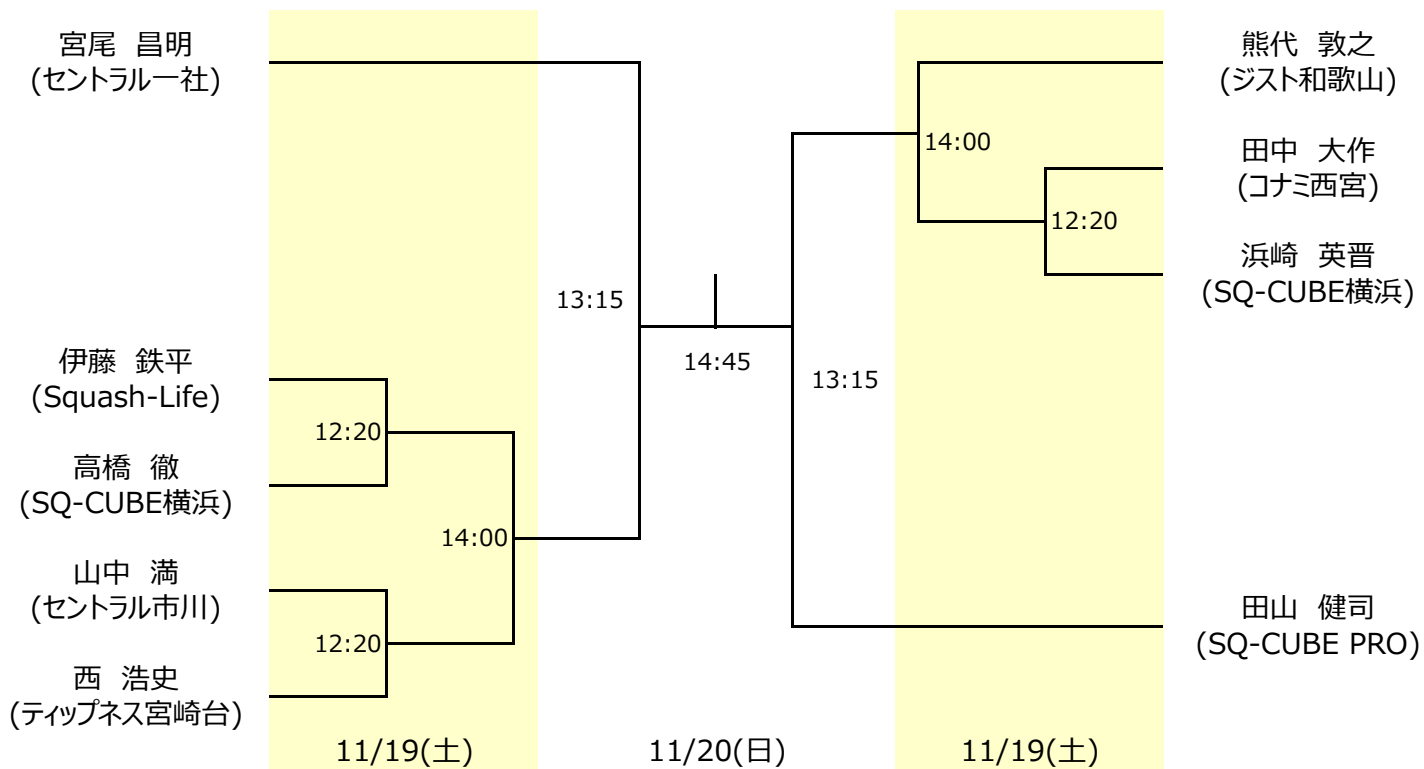 宮尾 昌明
(セントラル一社)
伊藤 鉄平
(Squash-Life)
高橋 徹
(SQ-CUBE横浜)
山中 満
(セントラル市川)
西 浩史
(ティップネス宮崎台)
12:20
12:20
14:00
11/19(土)
13:15
14:45
13:15
11/20(日)
14:00
12:20
11/19(土)
熊代 敦之
(ジスト和歌山)
田中 大作
(コナミ西宮)
浜崎 英晋
(SQ-CUBE横浜)
田山 健司
(SQ-CUBE PRO)